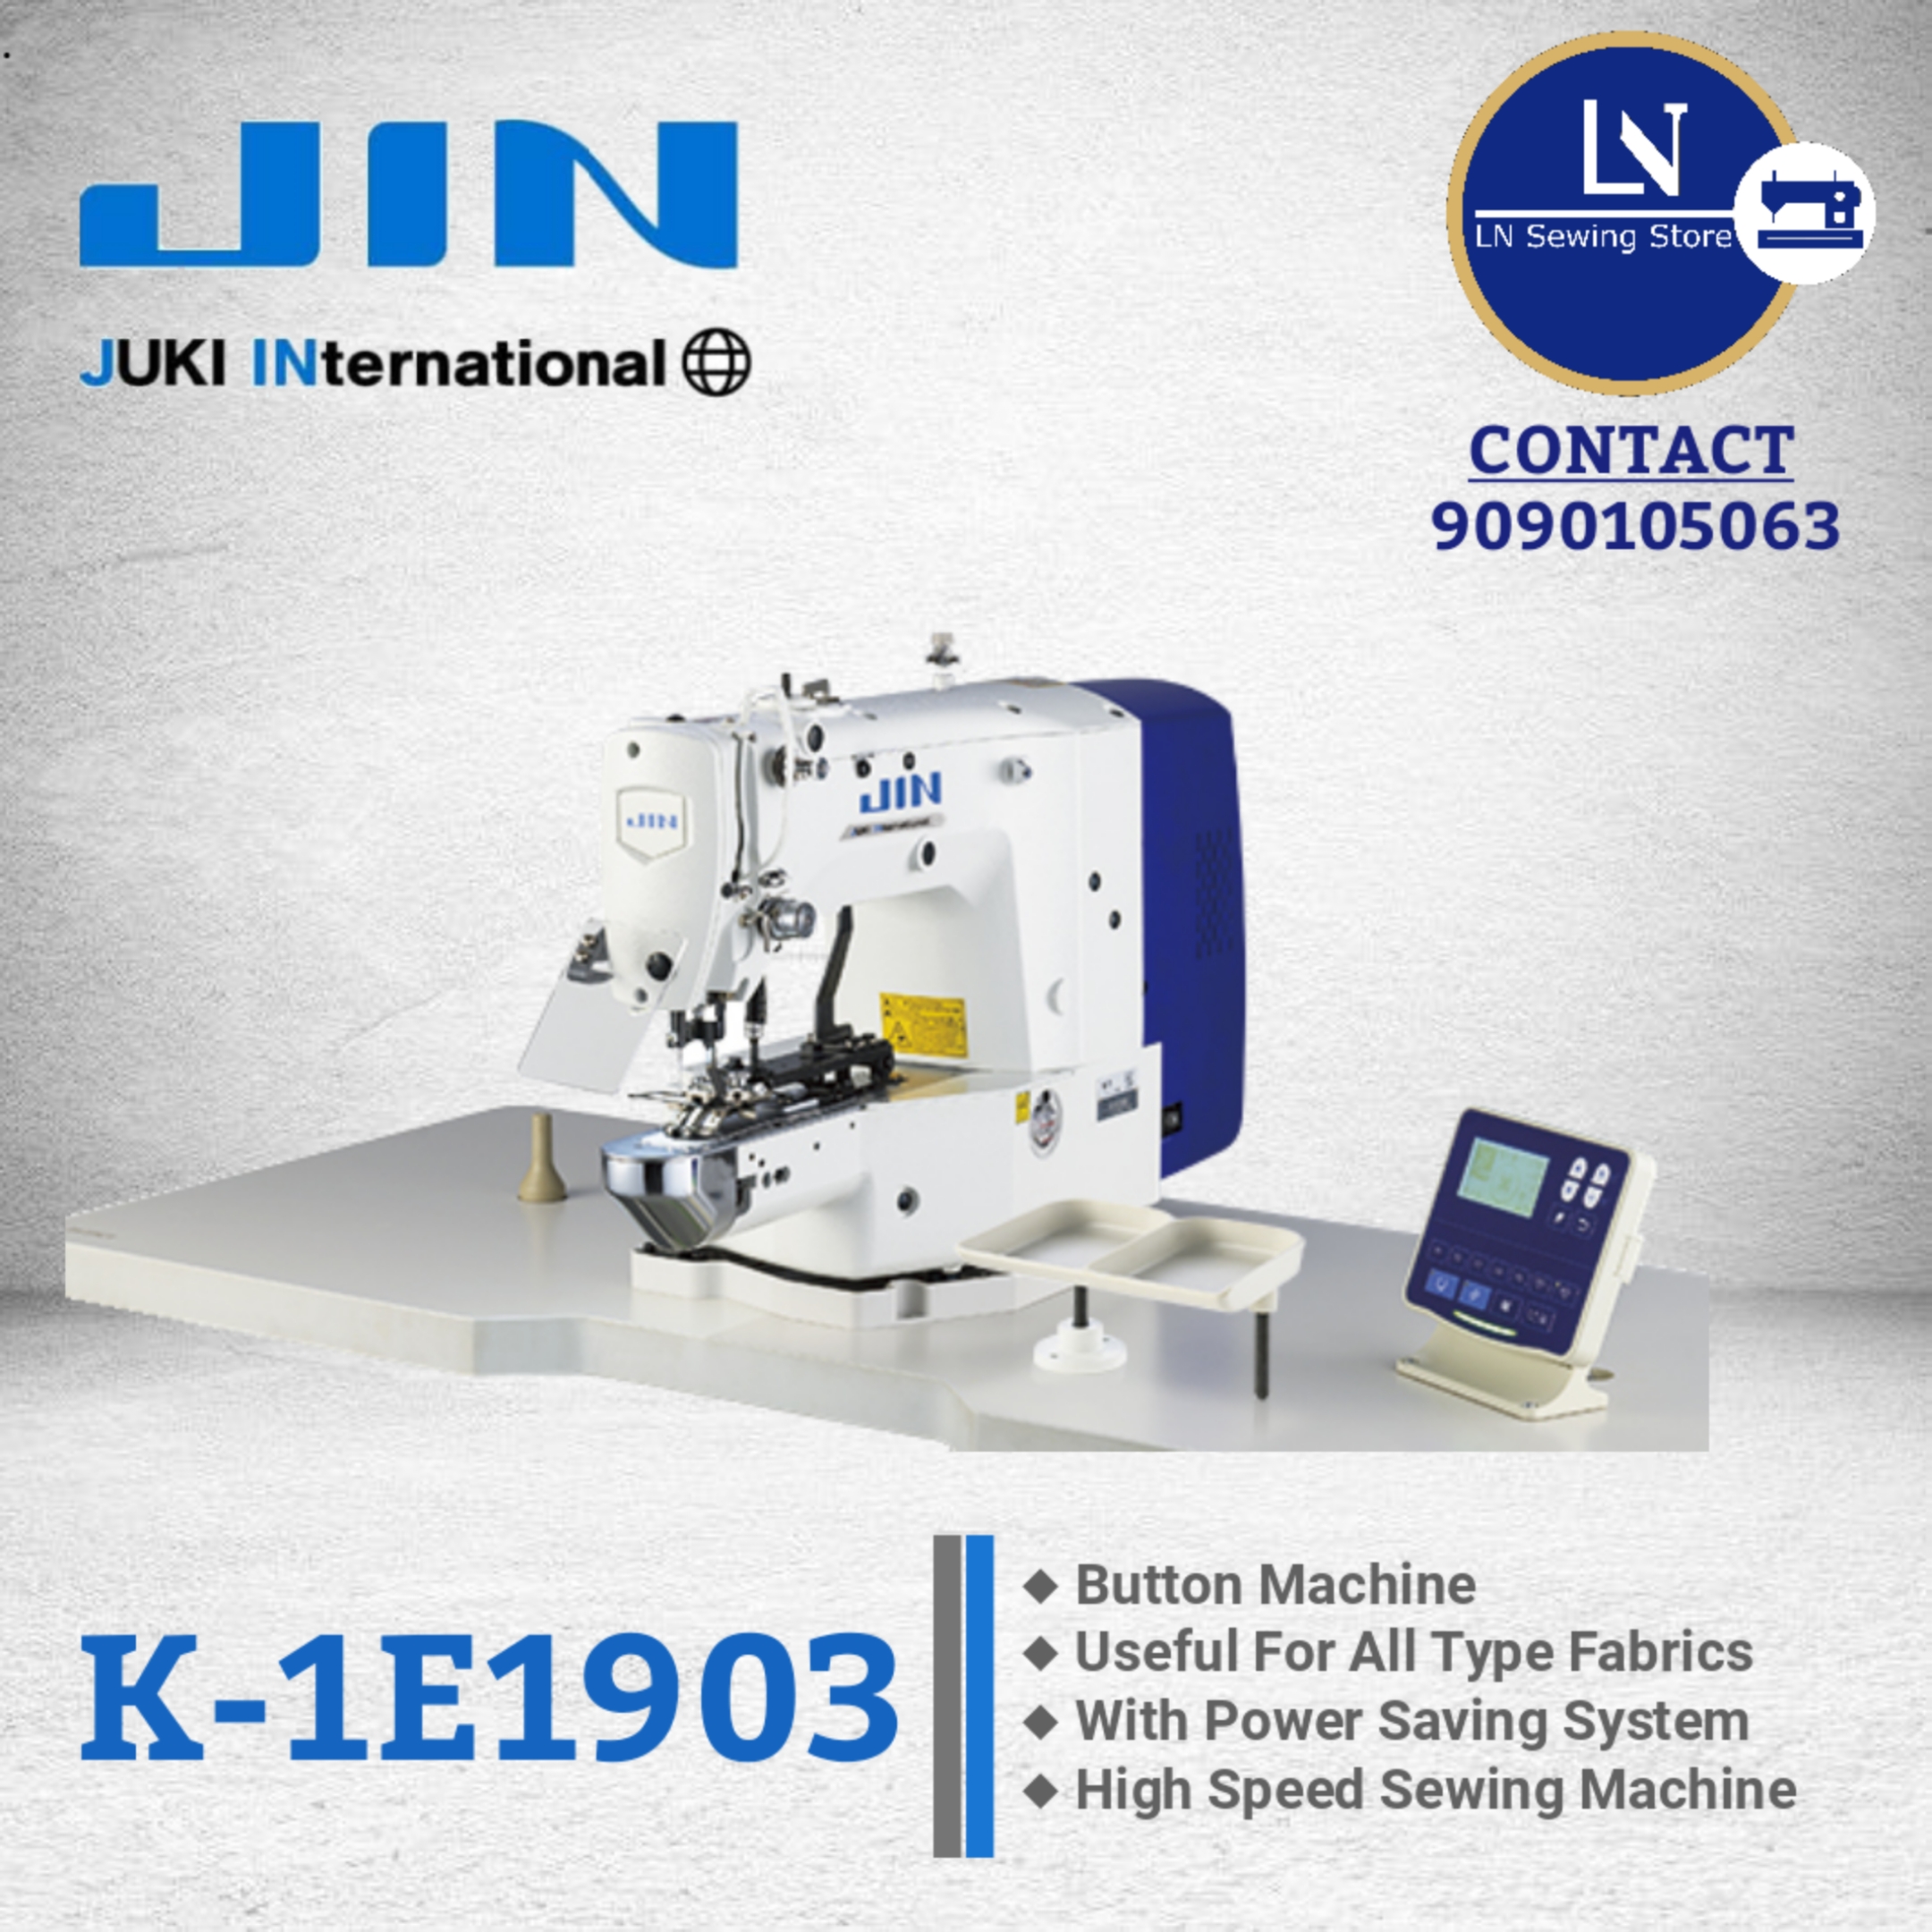 JIN
JUKI INternational
LN
LN Sewing Store
CONTACT
9090105063
JIN
JIN
K-1E1903
◆ Button Machine
◆ Useful For All Type Fabrics
◆ With Power Saving System
◆ High Speed Sewing Machine